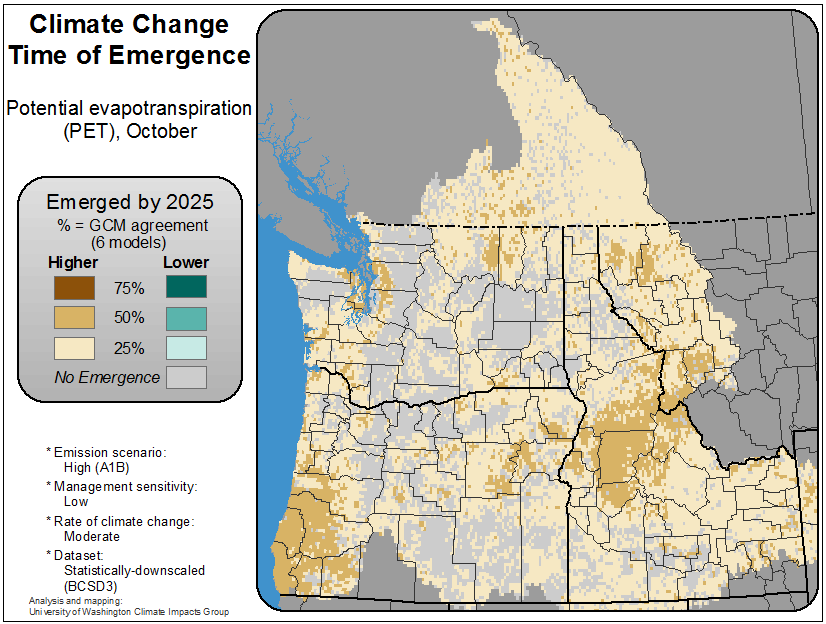 Climate Change
Time of Emergence
Potential evapotranspiration
(PET), October
Emerged by 2025
% = GCM agreement
(6 models)
Higher Lower
75%
50%
25%
No Emergence
* Emission scenario:
High (A1B)
* Management sensitivity:
Low
* Rate of climate change:
Moderate
* Dataset:
Statistically-downscaled
(BCSD3)
Analysis and mapping:
University of Washington Climate Impacts Group